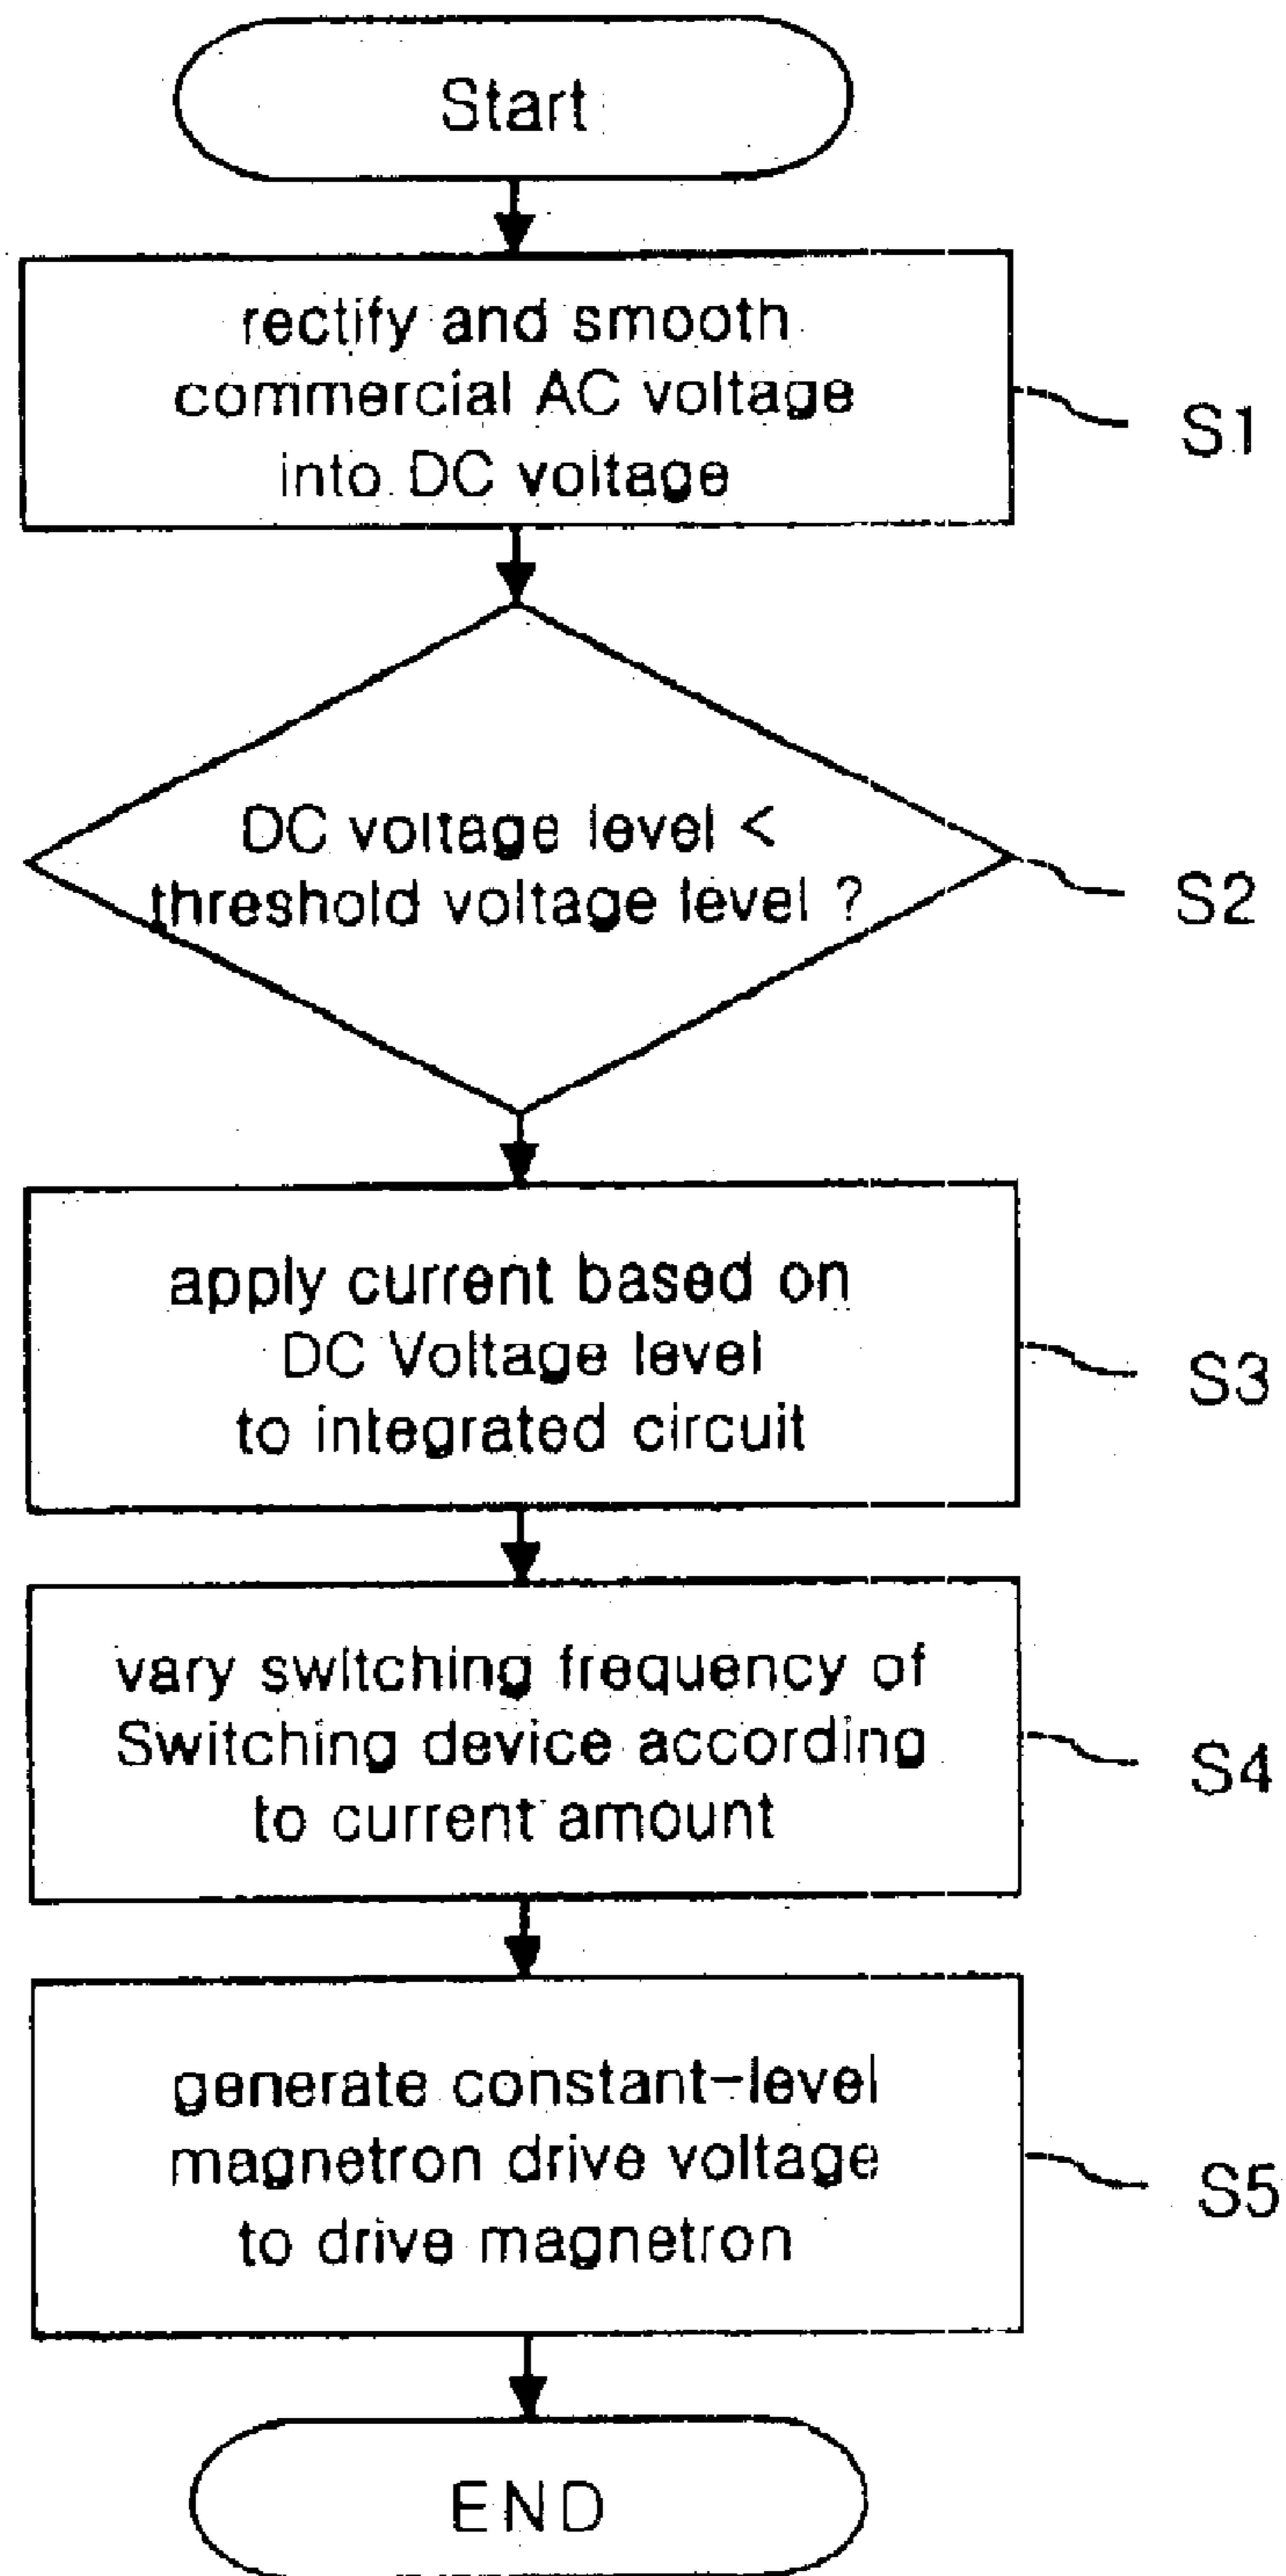 Start
rectify and smooth
commercial AC voltage
into DC voltage
S1
DC voltage level <
threshold voltage level ?
S2
apply current based on
DC Voltage level
to integrated circuit
S3
vary switching frequency of
Switching device according
to current amount
S4
generate constant-level
magnetron drive voltage
to drive magnetron
S5
END